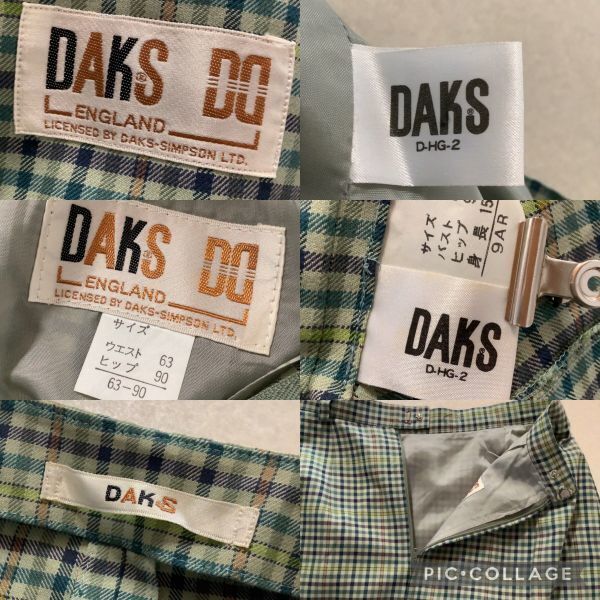 DAKS DD
ENGLAND
LICENSED BY DAKS-SIMPSON LTD.
DAKS
D-HG-2
DAKS DD
ENGLAND
LICENSED BY DAKS-SIMPSON LTD.
サイズ
ウエスト 63
ヒップ 90
63-90
サイズ
バスト
ヒップ
身長 15
9AR
DAKS
D-HG-2
DAKS
PIC•COLLAGE